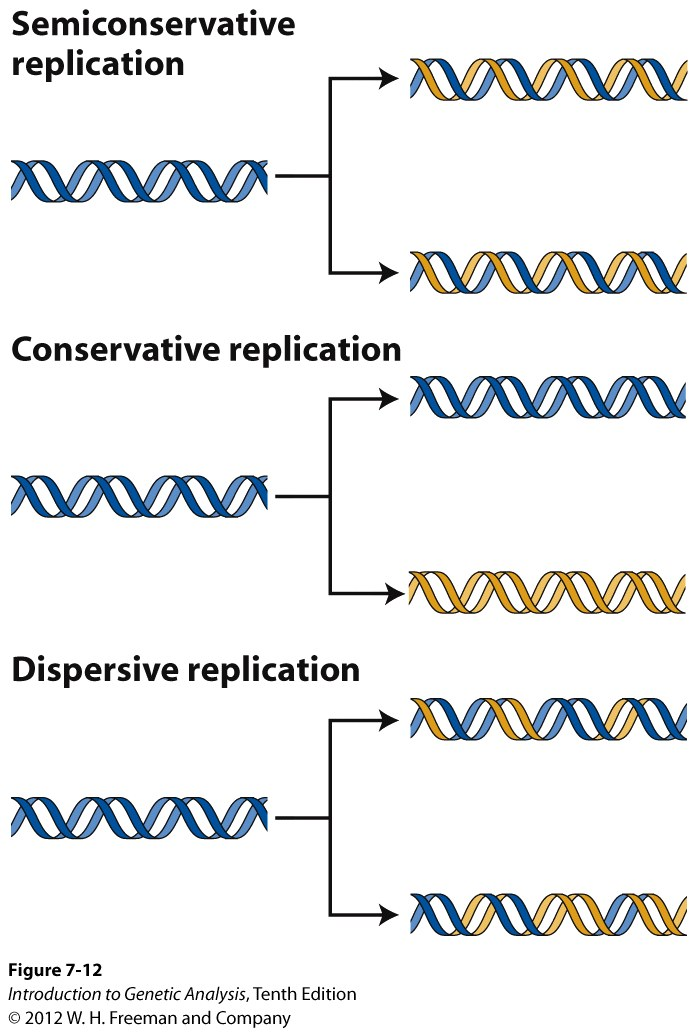 Semiconservative
replication
Conservative replication
Dispersive replication
Figure 7-12
Introduction to Genetic Analysis, Tenth Edition
© 2012 W. H. Freeman and Company